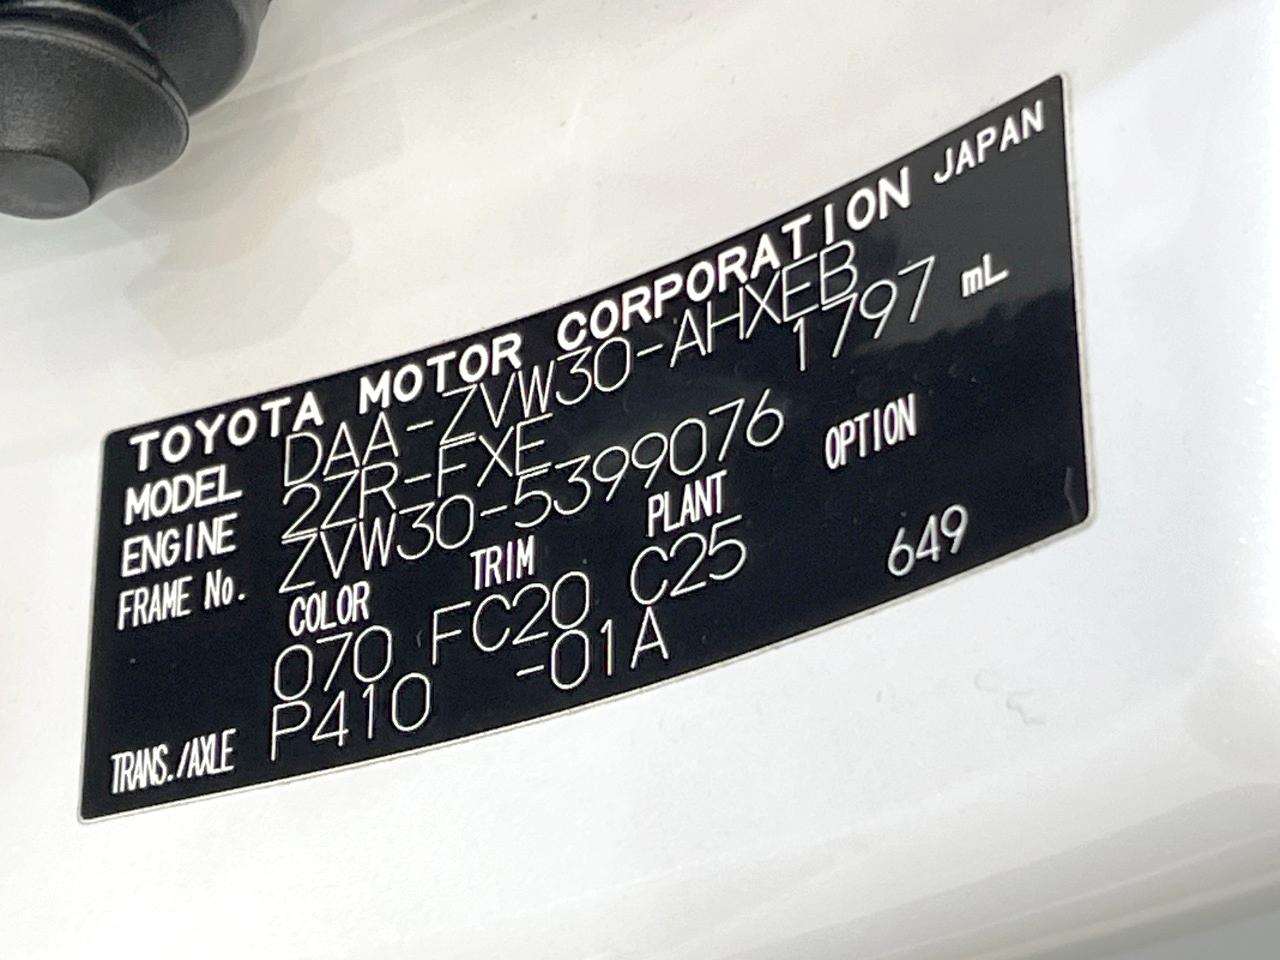 TOYOTA MOTOR CORPORATION JAPAN
MODEL DAA-ZVW30-AHXEB
ENGINE 2ZR-FXE 1797 mL
FRAME No. ZVW30-5399076
COLOR TRIM PLANT OPTION
070 FC20 C25 649
TRANS./AXLE P410 -01A